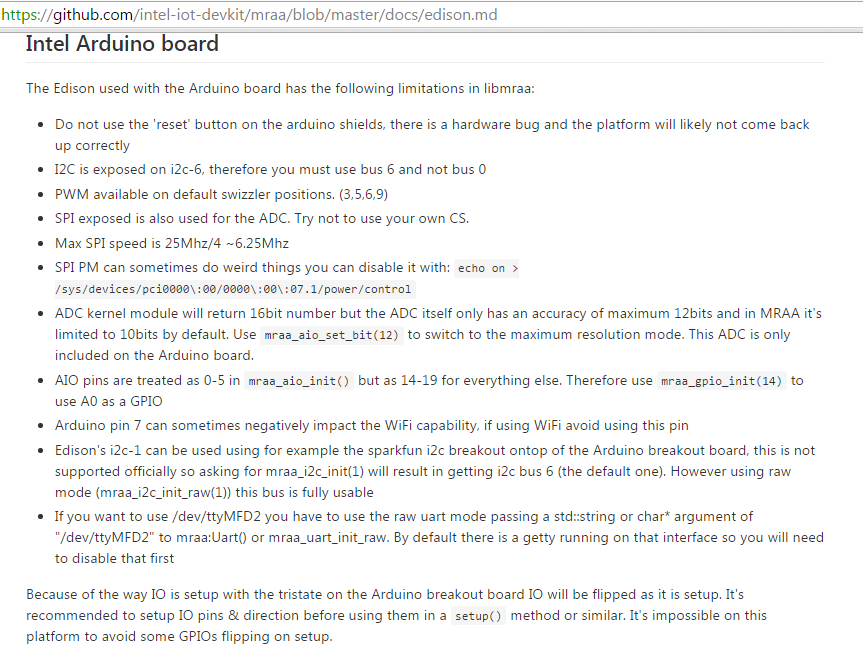 https://github.com/intel-iot-devkit/mraa/blob/master/docs/edison.md
Intel Arduino board
The Edison used with the Arduino board has the following limitations in libmraa:
• Do not use the 'reset' button on the arduino shields, there is a hardware bug and the platform will likely not come back
up correctly
• I2C is exposed on i2c-6, therefore you must use bus 6 and not bus 0
• PWM available on default swizzler positions. (3,5,6,9)
• SPI exposed is also used for the ADC. Try not to use your own CS.
• Max SPI speed is 25Mhz/4 ~6.25Mhz
• SPI PM can sometimes do weird things you can disable it with: echo on >
/sys/devices/pci0000\:00/0000\:00\:07.1/power/control
• ADC kernel module will return 16bit number but the ADC itself only has an accuracy of maximum 12bits and in MRAA it's
limited to 10bits by default. Use mraa_aio_set_bit(12) to switch to the maximum resolution mode. This ADC is only
included on the Arduino board.
• AIO pins are treated as 0-5 in mraa_aio_init() but as 14-19 for everything else. Therefore use mraa_gpio_init(14) to
use A0 as a GPIO
• Arduino pin 7 can sometimes negatively impact the WiFi capability, if using WiFi avoid using this pin
• Edison's i2c-1 can be used using for example the sparkfun i2c breakout ontop of the Arduino breakout board, this is not
supported officially so asking for mraa_i2c_init(1) will result in getting i2c bus 6 (the default one). However using raw
mode (mraa_i2c_init_raw(1)) this bus is fully usable
• If you want to use /dev/ttyMFD2 you have to use the raw uart mode passing a std::string or char* argument of
"/dev/ttyMFD2" to mraa:Uart() or mraa_uart_init_raw. By default there is a getty running on that interface so you will need
to disable that first
Because of the way IO is setup with the tristate on the Arduino breakout board IO will be flipped as it is setup. It's
recommended to setup IO pins & direction before using them in a setup() method or similar. It's impossible on this
platform to avoid some GPIOs flipping on setup.